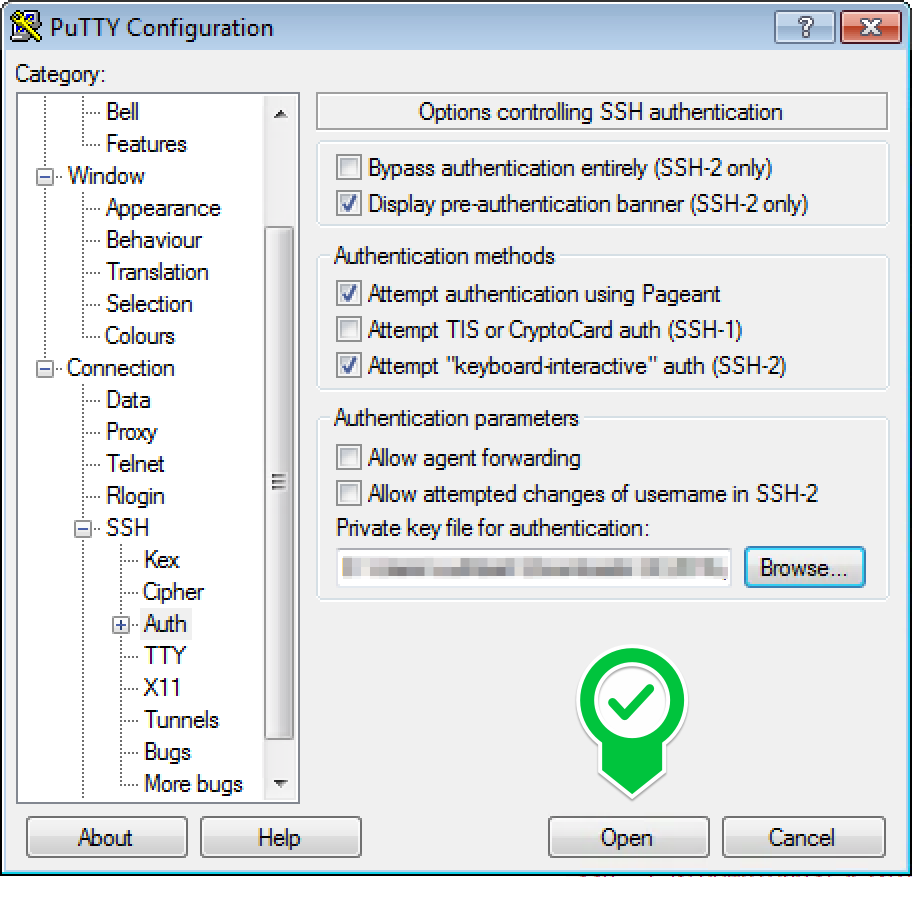 PuTTY Configuration
?
X
Category:
Bell
Features
Window
Appearance
Behaviour
Translation
Selection
Colours
Connection
Data
Proxy
Telnet
Rlogin
SSH
Kex
Cipher
Auth
TTY
X11
Tunnels
Bugs
More bugs
Options controlling SSH authentication
Bypass authentication entirely (SSH-2 only)
Display pre-authentication banner (SSH-2 only)
Authentication methods
Attempt authentication using Pageant
Attempt TIS or CryptoCard auth (SSH-1)
Attempt "keyboard-interactive" auth (SSH-2)
Authentication parameters
Allow agent forwarding
Allow attempted changes of username in SSH-2
Private key file for authentication:
Browse...
About
Help
Open
Cancel